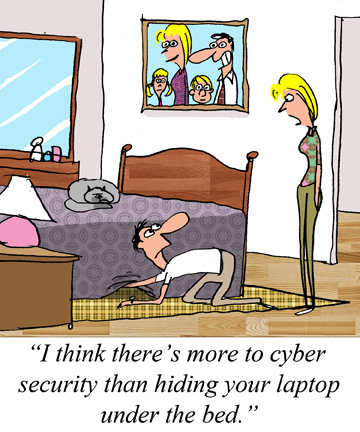 “I think there’s more to cyber
security than hiding your laptop
under the bed.”